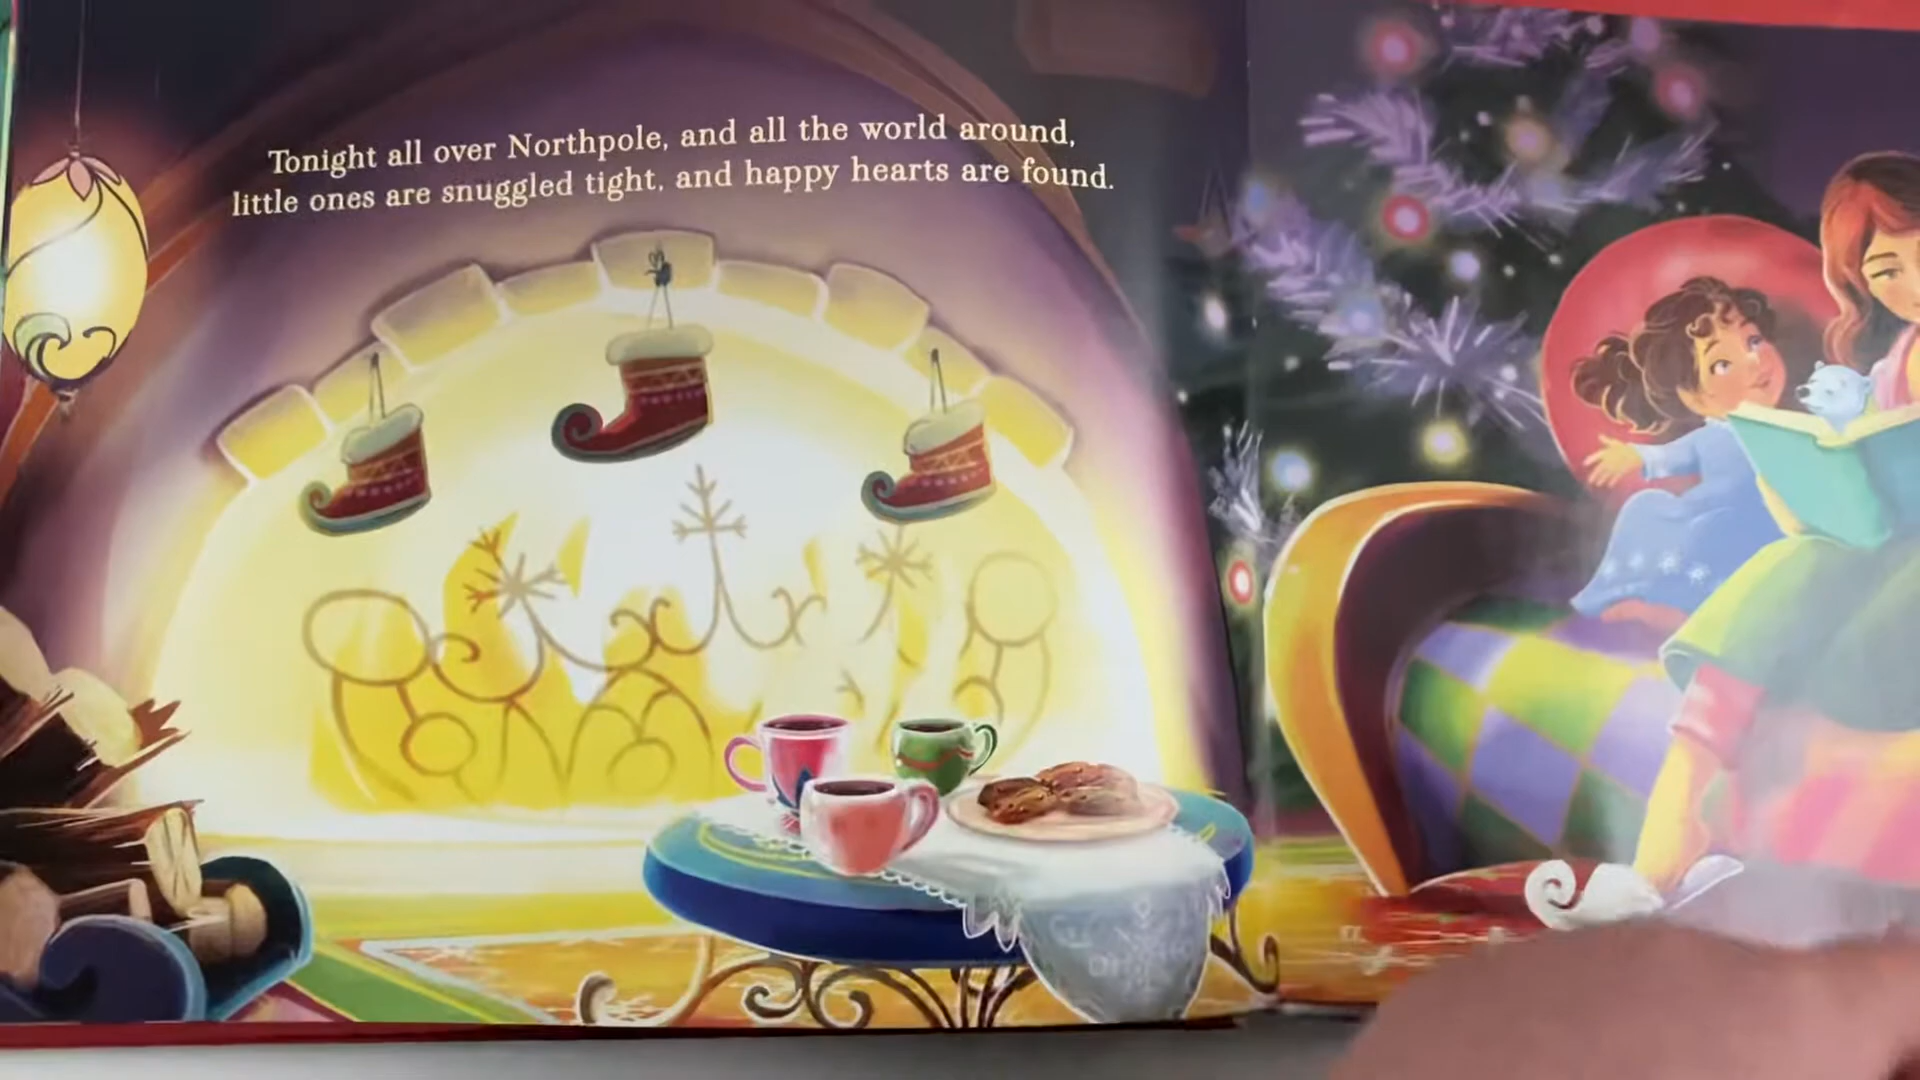 Tonight all over Northpole, and all the world around,
little ones are snuggled tight, and happy hearts are found.